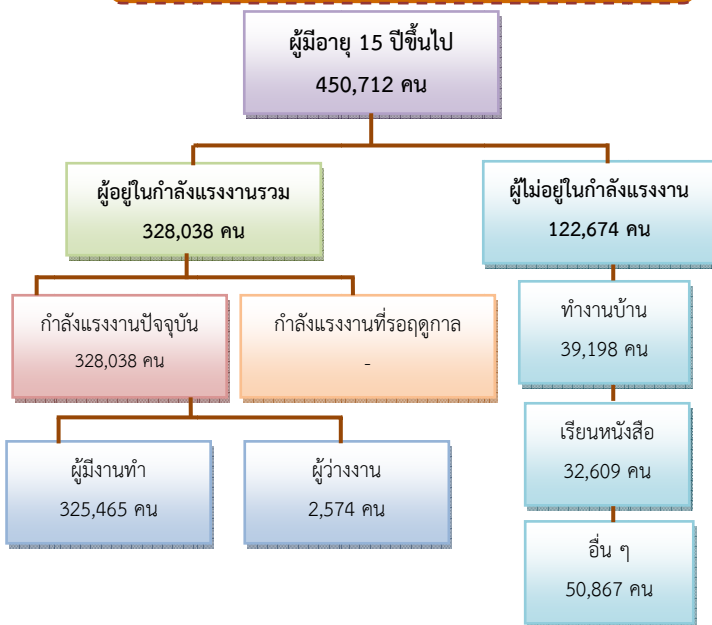 ผู้มีอายุ 15 ปีขึ้นไป
450,712 คน
ผู้อยู่ในกำลังแรงงานรวม
328,038 คน
ผู้ไม่อยู่ในกำลังแรงงาน
122,674 คน
กำลังแรงงานปัจจุบัน
328,038 คน
กำลังแรงงานที่รอฤดูกาล
-
ทำงานบ้าน
39,198 คน
ผู้มีงานทำ
325,465 คน
ผู้ว่างงาน
2,574 คน
เรียนหนังสือ
32,609 คน
อื่น ๆ
50,867 คน